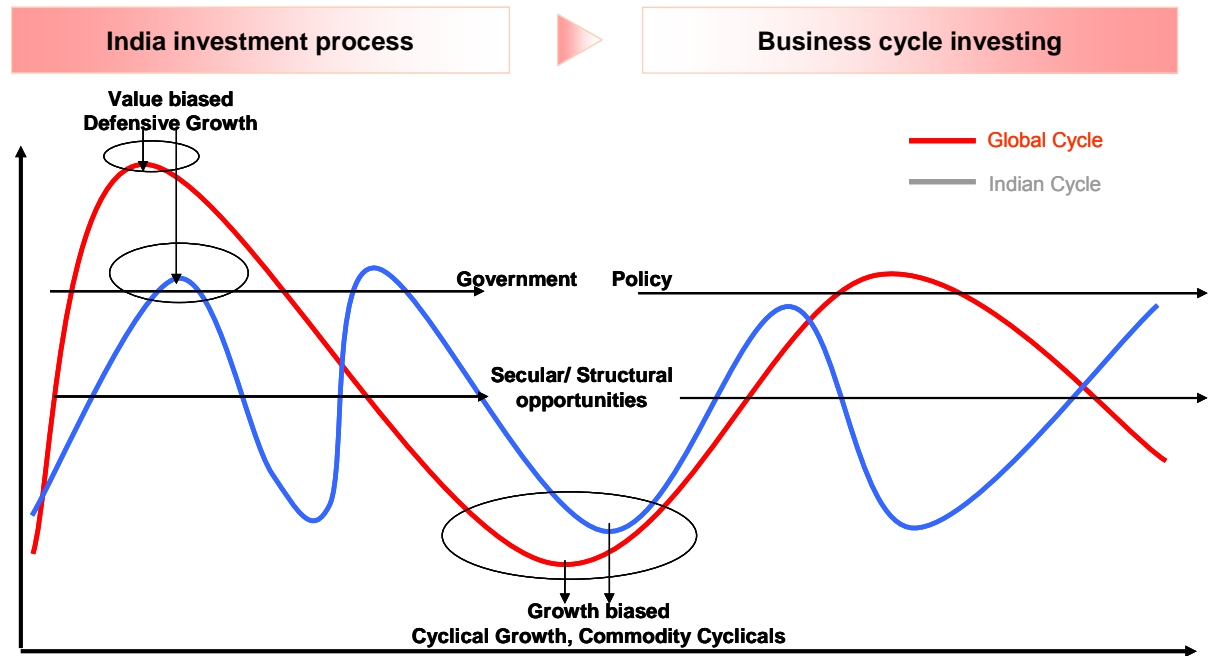 India investment process
Business cycle investing
Value biased
Defensive Growth
Global Cycle
Indian Cycle
Government Policy
Secular/ Structural
opportunities
Growth biased
Cyclical Growth, Commodity Cyclicals